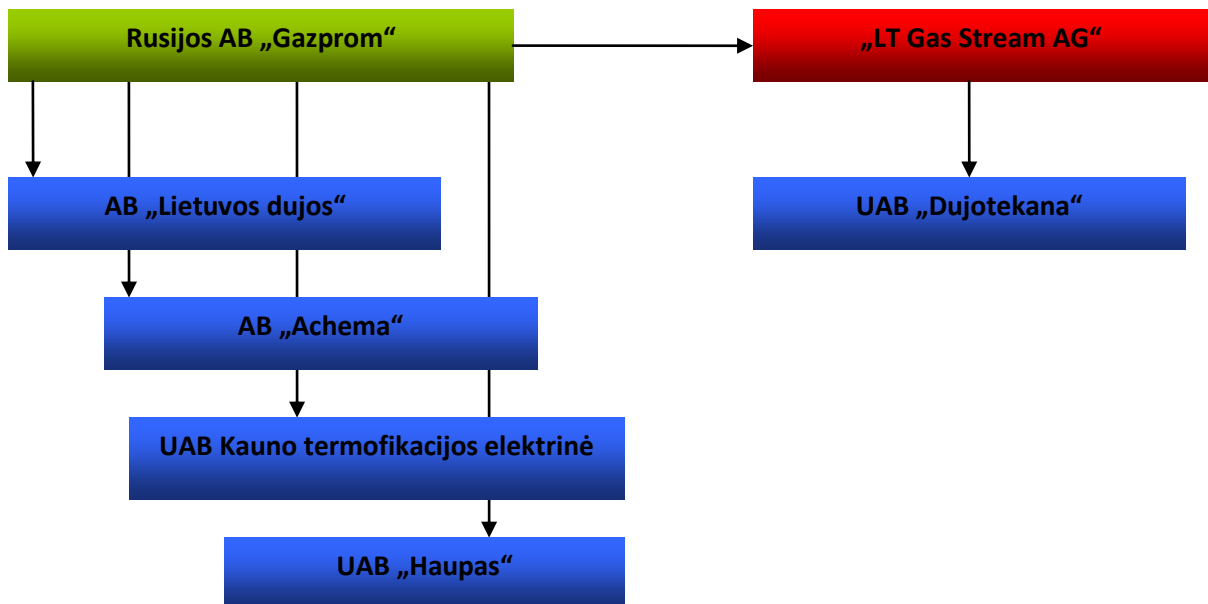 Rusijos AB „Gazprom“
„LT Gas Stream AG“
AB „Lietuvos dujos“
UAB „Dujotekana“
AB „Achema“
UAB Kauno termofikacijos elektrinė
UAB „Haupas“